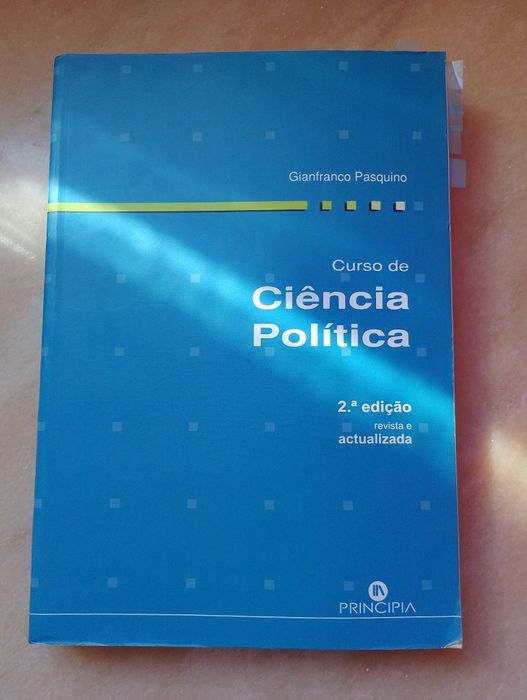 Gianfranco Pasquino
Curso de
Ciência
Política
2.ª edição
revista e
actualizada
PRINCIPIA